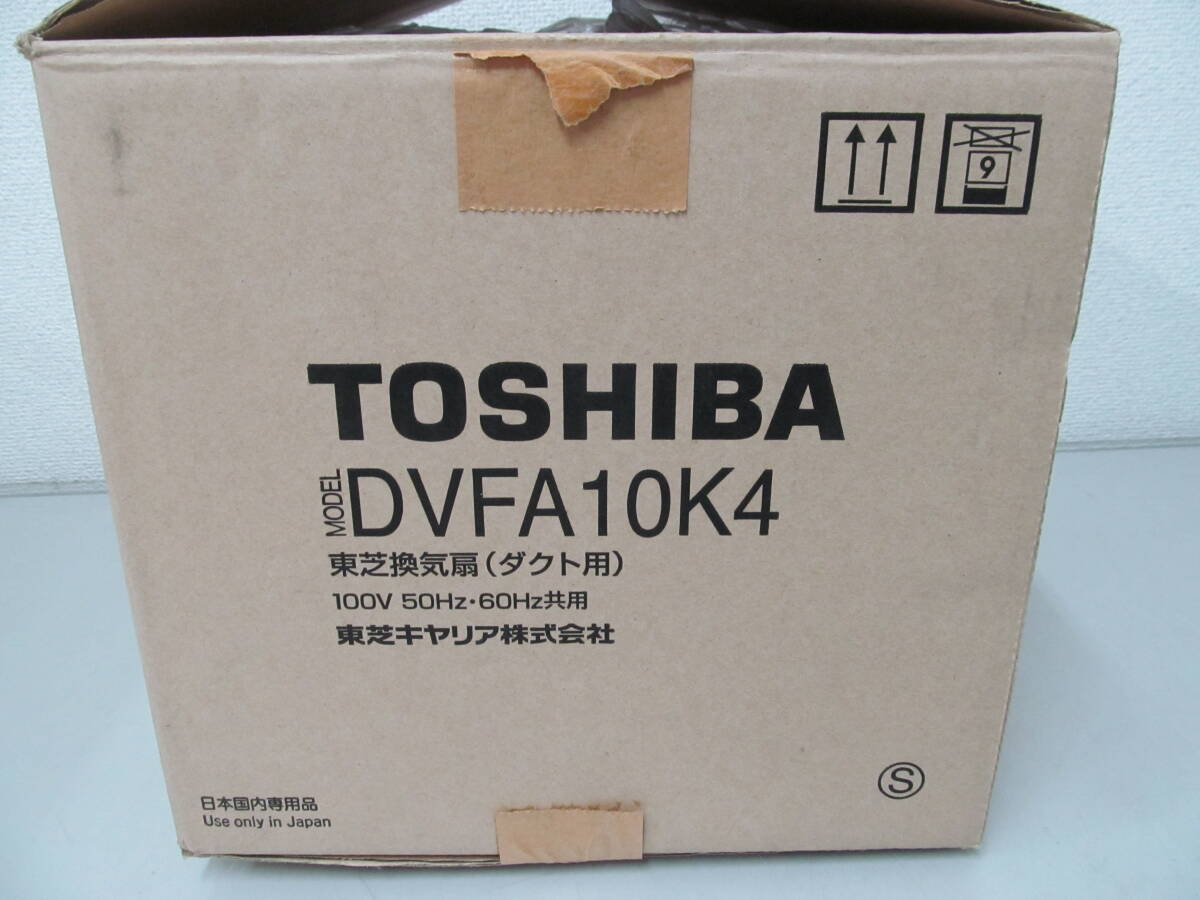 9
TOSHIBA
MODEL DVFA10K4
東芝換気扇(ダクト用)
100V 50Hz・60Hz共用
東芝キヤリア株式会社
S
日本国内専用品
Use only in Japan